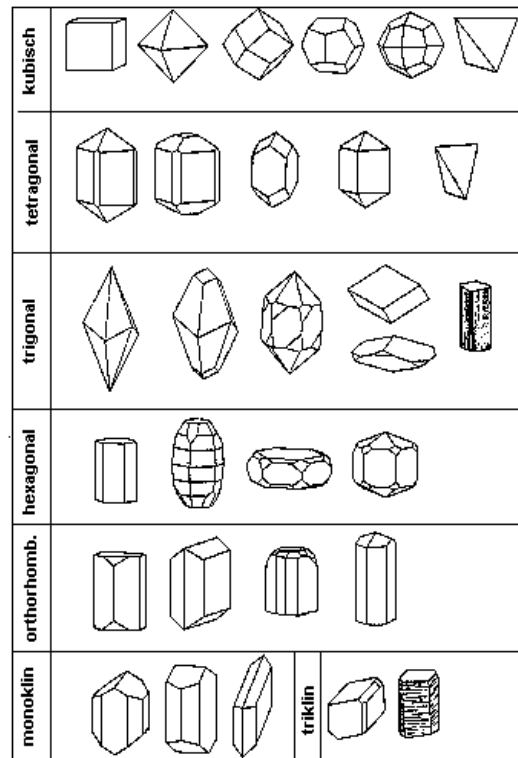 kubisch
tetragonal
trigonal
hexagonal
orthorhomb.
monoklin
triklin